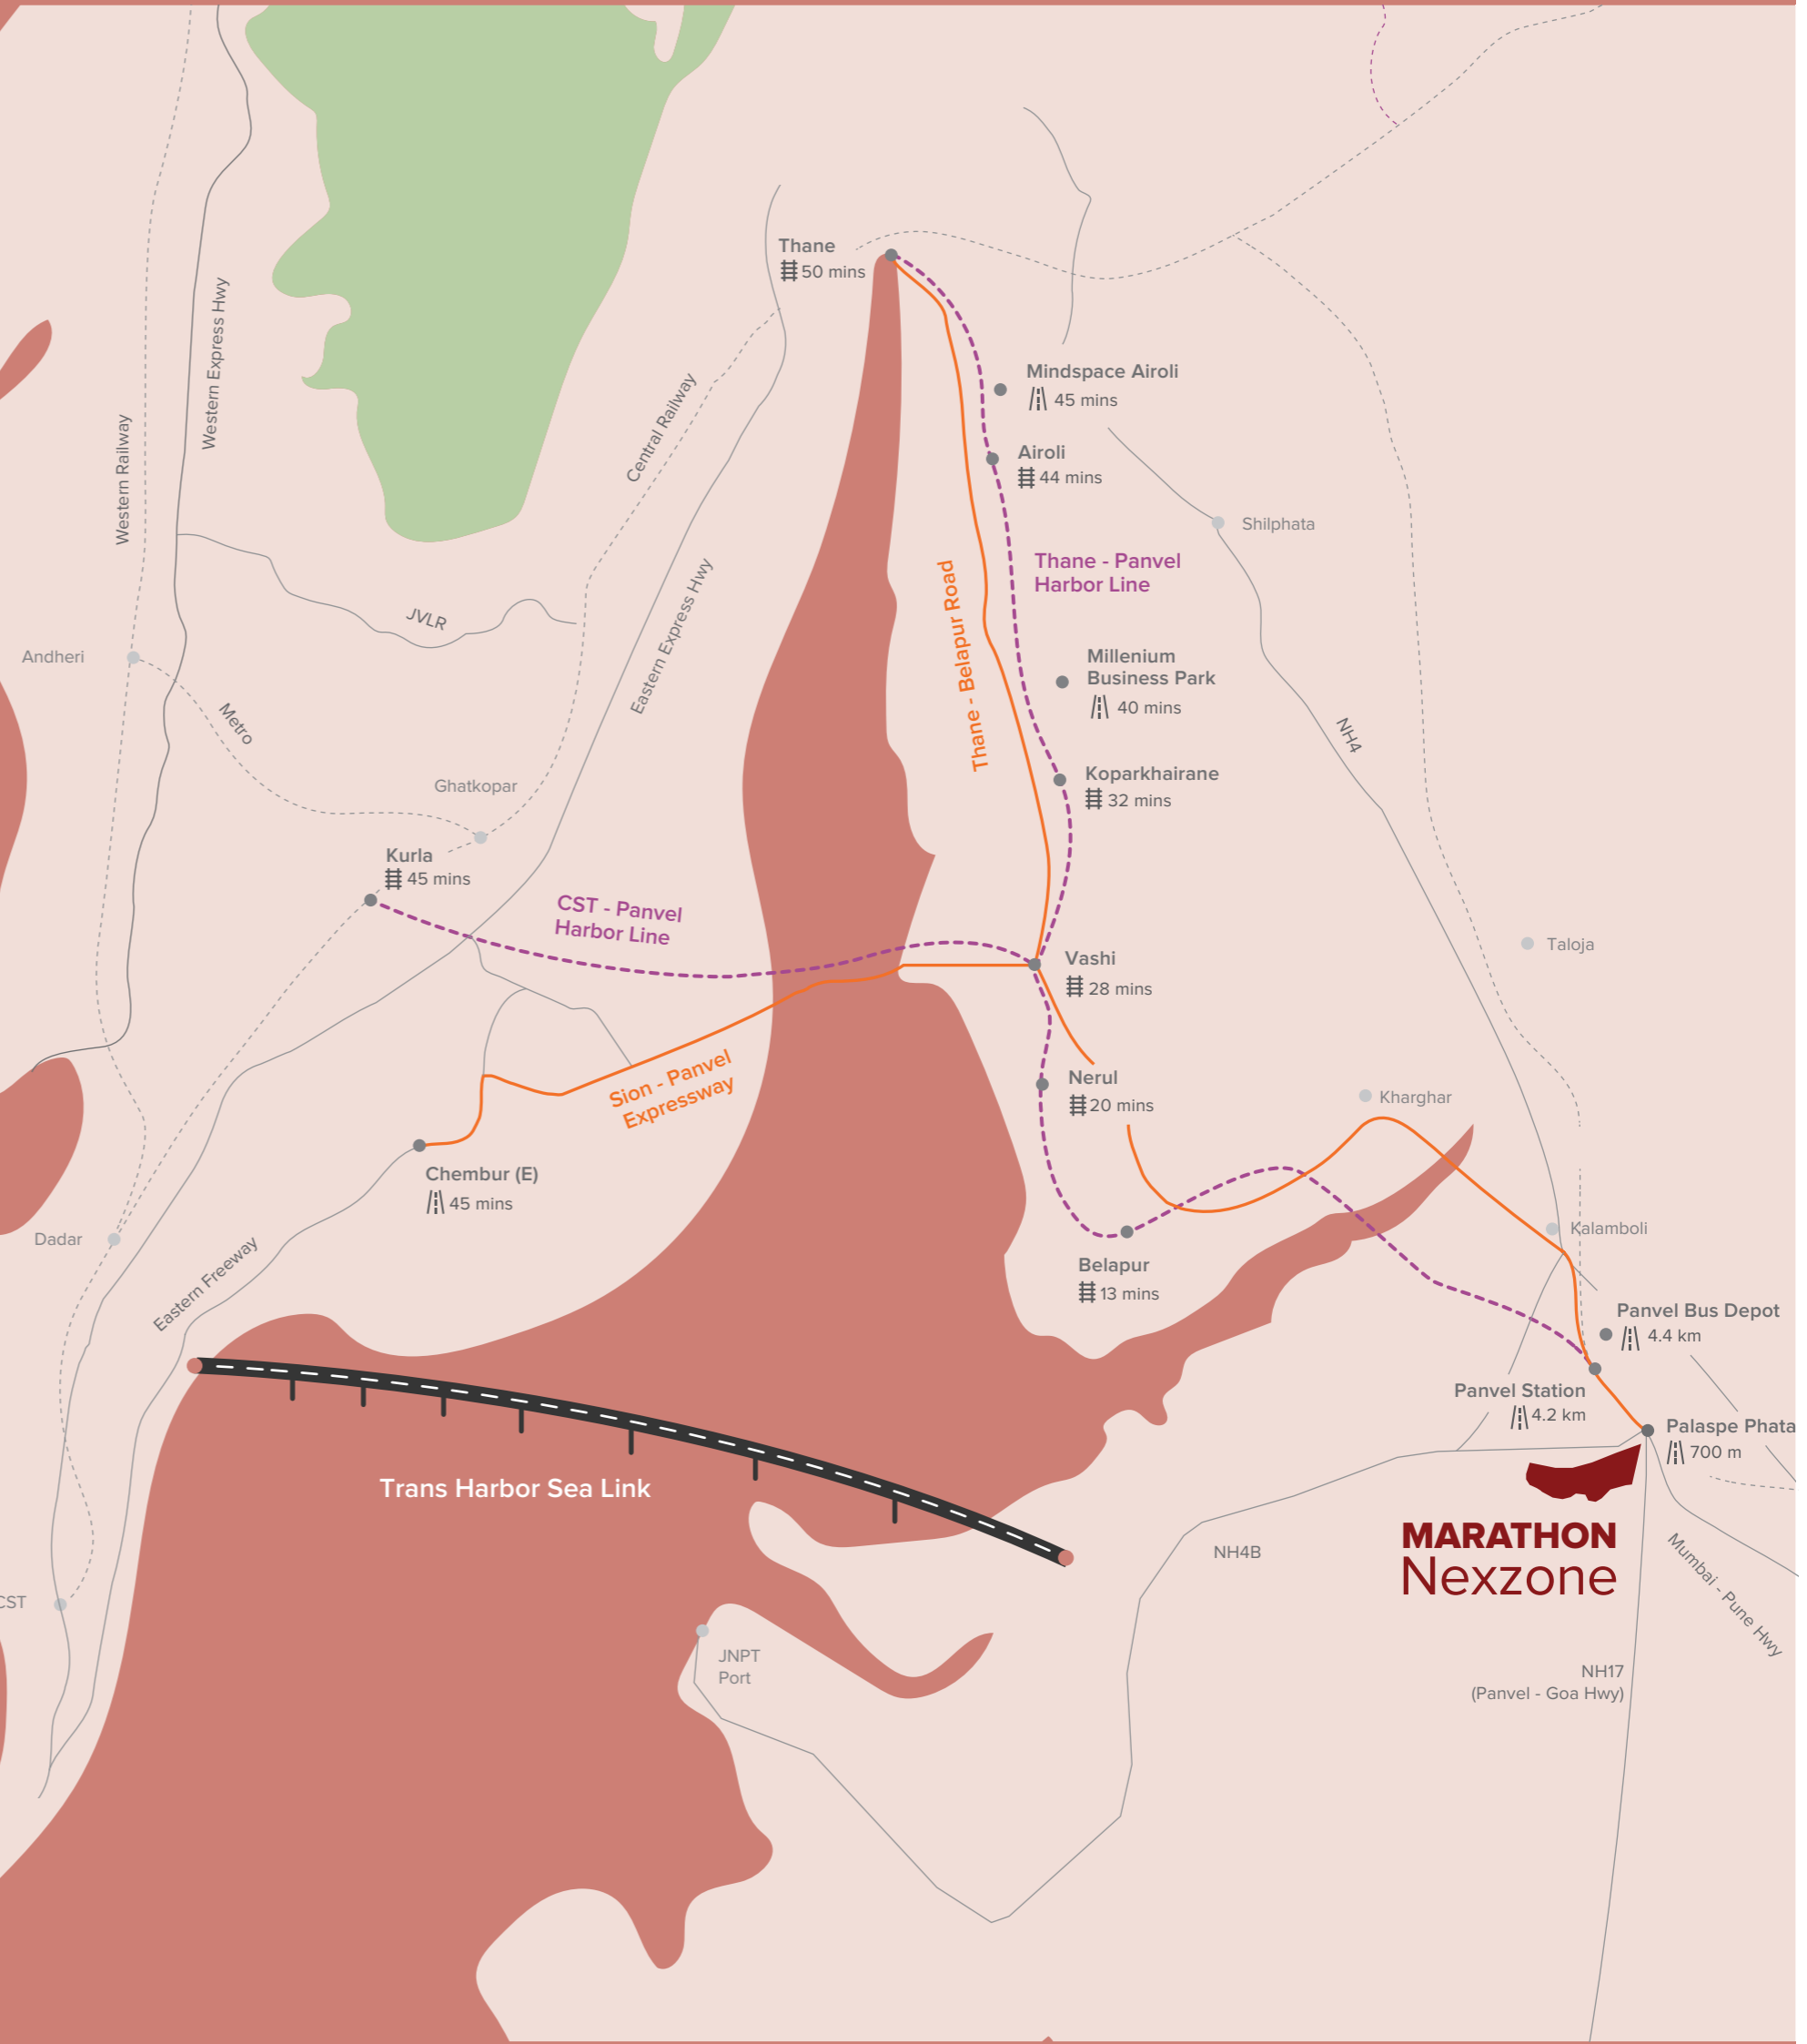 Thane
50 mins
Western Express Hwy
Mindspace Airoli
45 mins
Central Railway
Western Railway
Airoli
44 mins
Shilphata
Thane - Panvel
Harbor Line
Thane - Belapur Road
Eastern Express Hwy
JVLR
Andheri
Millenium
Business Park
40 mins
Metro
NH4
Koparkhairane
32 mins
Ghatkopar
Kurla
45 mins
CST - Panvel
Harbor Line
Taloja
Vashi
28 mins
Sion - Panvel
Expressway
Nerul
20 mins
Kharghar
Chembur (E)
45 mins
Dadar
Kalamboli
Eastern Freeway
Belapur
13 mins
Panvel Bus Depot
4.4 km
Panvel Station
4.2 km
Palaspe Phata
700 m
Trans Harbor Sea Link
MARATHON
Nexzone
NH4B
Mumbai - Pune Hwy
CST
JNPT
Port
NH17
(Panvel - Goa Hwy)